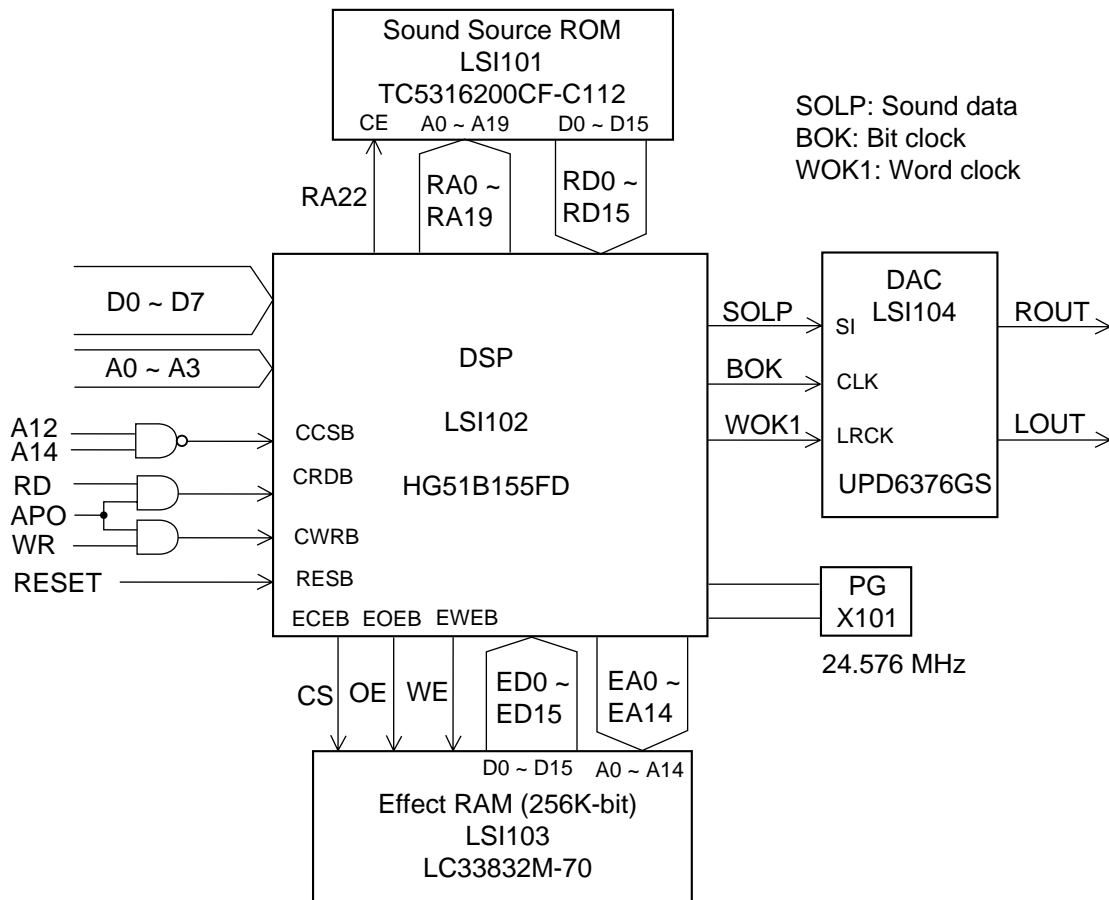 Sound Source ROM
LSI101
TC5316200CF-C112
CE A0 ~ A19 D0 ~ D15
SOLP: Sound data
BOK: Bit clock
WOK1: Word clock
RA22
RA0 ~
RA19
RD0 ~
RD15
D0 ~ D7
A0 ~ A3
A12
A14
RD
APO
WR
RESET
CCSB
CRDB
CWRB
RESB
DSP
LSI102
HG51B155FD
ECEB EOEB EWEB
SOLP
BOK
WOK1
DAC
LSI104
SI
CLK
LRCK
UPD6376GS
ROUT
LOUT
PG
X101
24.576 MHz
CS OE WE
ED0 ~
ED15
EA0 ~
EA14
D0 ~ D15 A0 ~ A14
Effect RAM (256K-bit)
LSI103
LC33832M-70